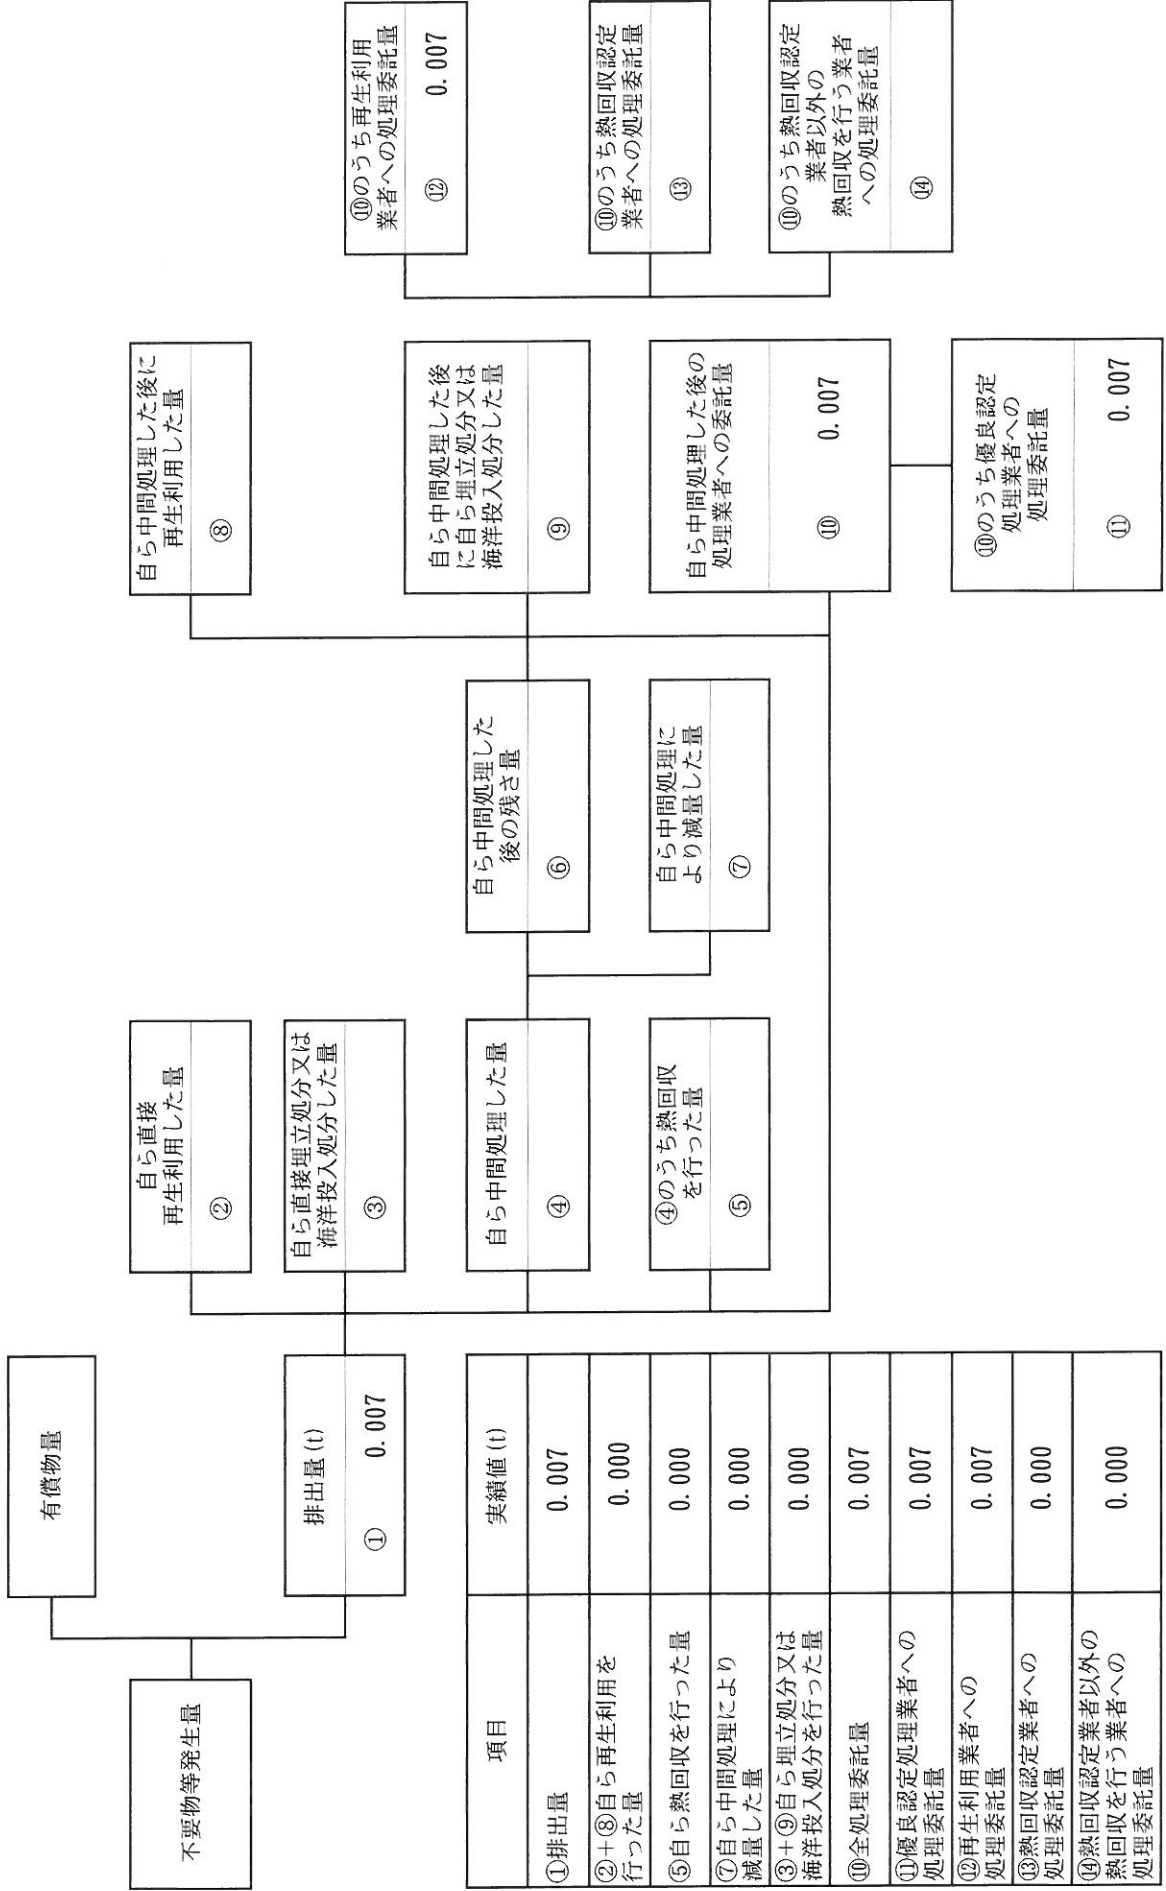 有償物量
不要物等発生量
排出量(t)
① 0.007
自ら直接
再生利用した量
②
自ら直接埋立処分又は
海洋投入処分した量
③
自ら中間処理した量
④
④のうち熱回収
を行った量
⑤
自ら中間処理した
後の残さ量
⑥
自ら中間処理に
より減量した量
⑦
自ら中間処理した後に
再生利用した量
⑧
自ら中間処理した後
に自ら埋立処分又は
海洋投入処分した量
⑨
自ら中間処理した後の
処理業者への委託量
⑩ 0.007
⑩のうち優良認定
処理業者への
処理委託量
⑪ 0.007
⑩のうち再生利用
業者への処理委託量
⑫ 0.007
⑩のうち熱回収認定
業者への処理委託量
⑬
⑩のうち熱回収認定
業者以外の
熱回収を行う業者
への処理委託量
⑭
項目 実績値(t)
①排出量 0.007
②+⑧自ら再生利用を
行った量 0.000
⑤自ら熱回収を行った量 0.000
⑦自ら中間処理により
減量した量 0.000
③+⑨自ら埋立処分又は
海洋投入処分を行った量 0.000
⑩全処理委託量 0.007
⑪優良認定処理業者への
処理委託量 0.007
⑫再生利用業者への
処理委託量 0.007
⑬熱回収認定業者への
処理委託量 0.000
⑭熱回収認定業者以外の
熱回収を行う業者への
処理委託量 0.000